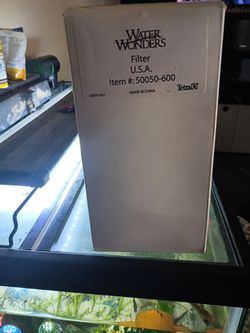 WATER
WONDERS
Filter
U.S.A.
Item #: 50050-600
MADE IN CHINA
Tetra